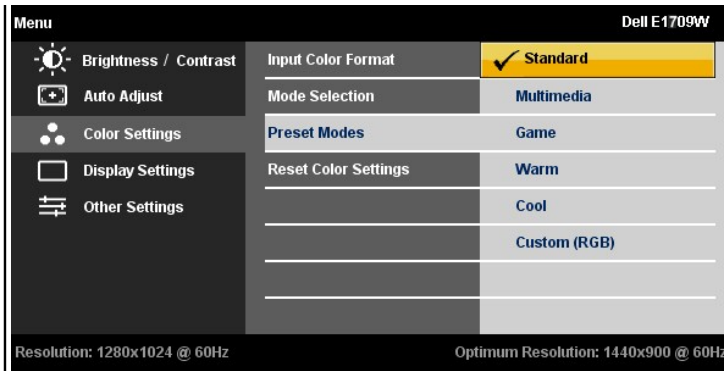 Menu
Dell E1709W
Brightness / Contrast
Auto Adjust
Color Settings
Display Settings
Other Settings
Input Color Format
Mode Selection
Preset Modes
Reset Color Settings
Standard
Multimedia
Game
Warm
Cool
Custom (RGB)
Resolution: 1280x1024 @ 60Hz
Optimum Resolution: 1440x900 @ 60Hz